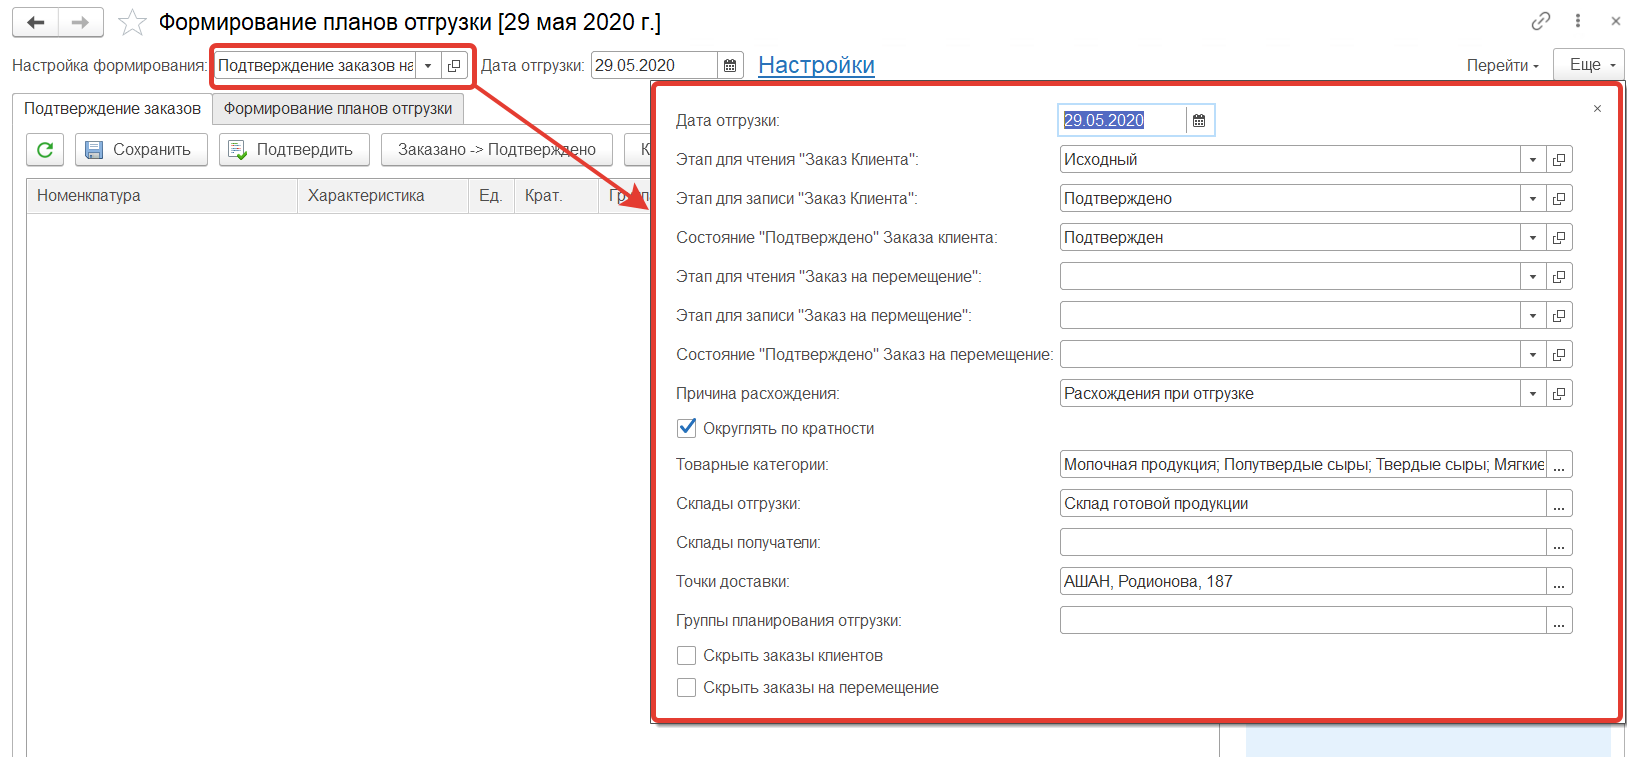 Формирование планов отгрузки [29 мая 2020 г.]
Настройка формирования: Подтверждение заказов на Дата отгрузки: 29.05.2020 Настройки Перейти Еще
Подтверждение заказов Формирование планов отгрузки
Сохранить Подтвердить Заказано -> Подтверждено К
Номенклатура Характеристика Ед. Крат.
Дата отгрузки: 29.05.2020
Этап для чтения "Заказ Клиента": Исходный
Этап для записи "Заказ Клиента": Подтверждено
Состояние "Подтверждено" Заказа клиента: Подтвержден
Этап для чтения "Заказ на перемещение":
Этап для записи "Заказ на пермещение":
Состояние "Подтверждено" Заказ на перемещение:
Причина расхождения: Расхождения при отгрузке
Округлять по кратности
Товарные категории: Молочная продукция; Полутвердые сыры; Твердые сыры; Мягкие ...
Склады отгрузки: Склад готовой продукции ...
Склады получатели: ...
Точки доставки: АШАН, Родионова, 187 ...
Группы планирования отгрузки: ...
Скрыть заказы клиентов
Скрыть заказы на перемещение